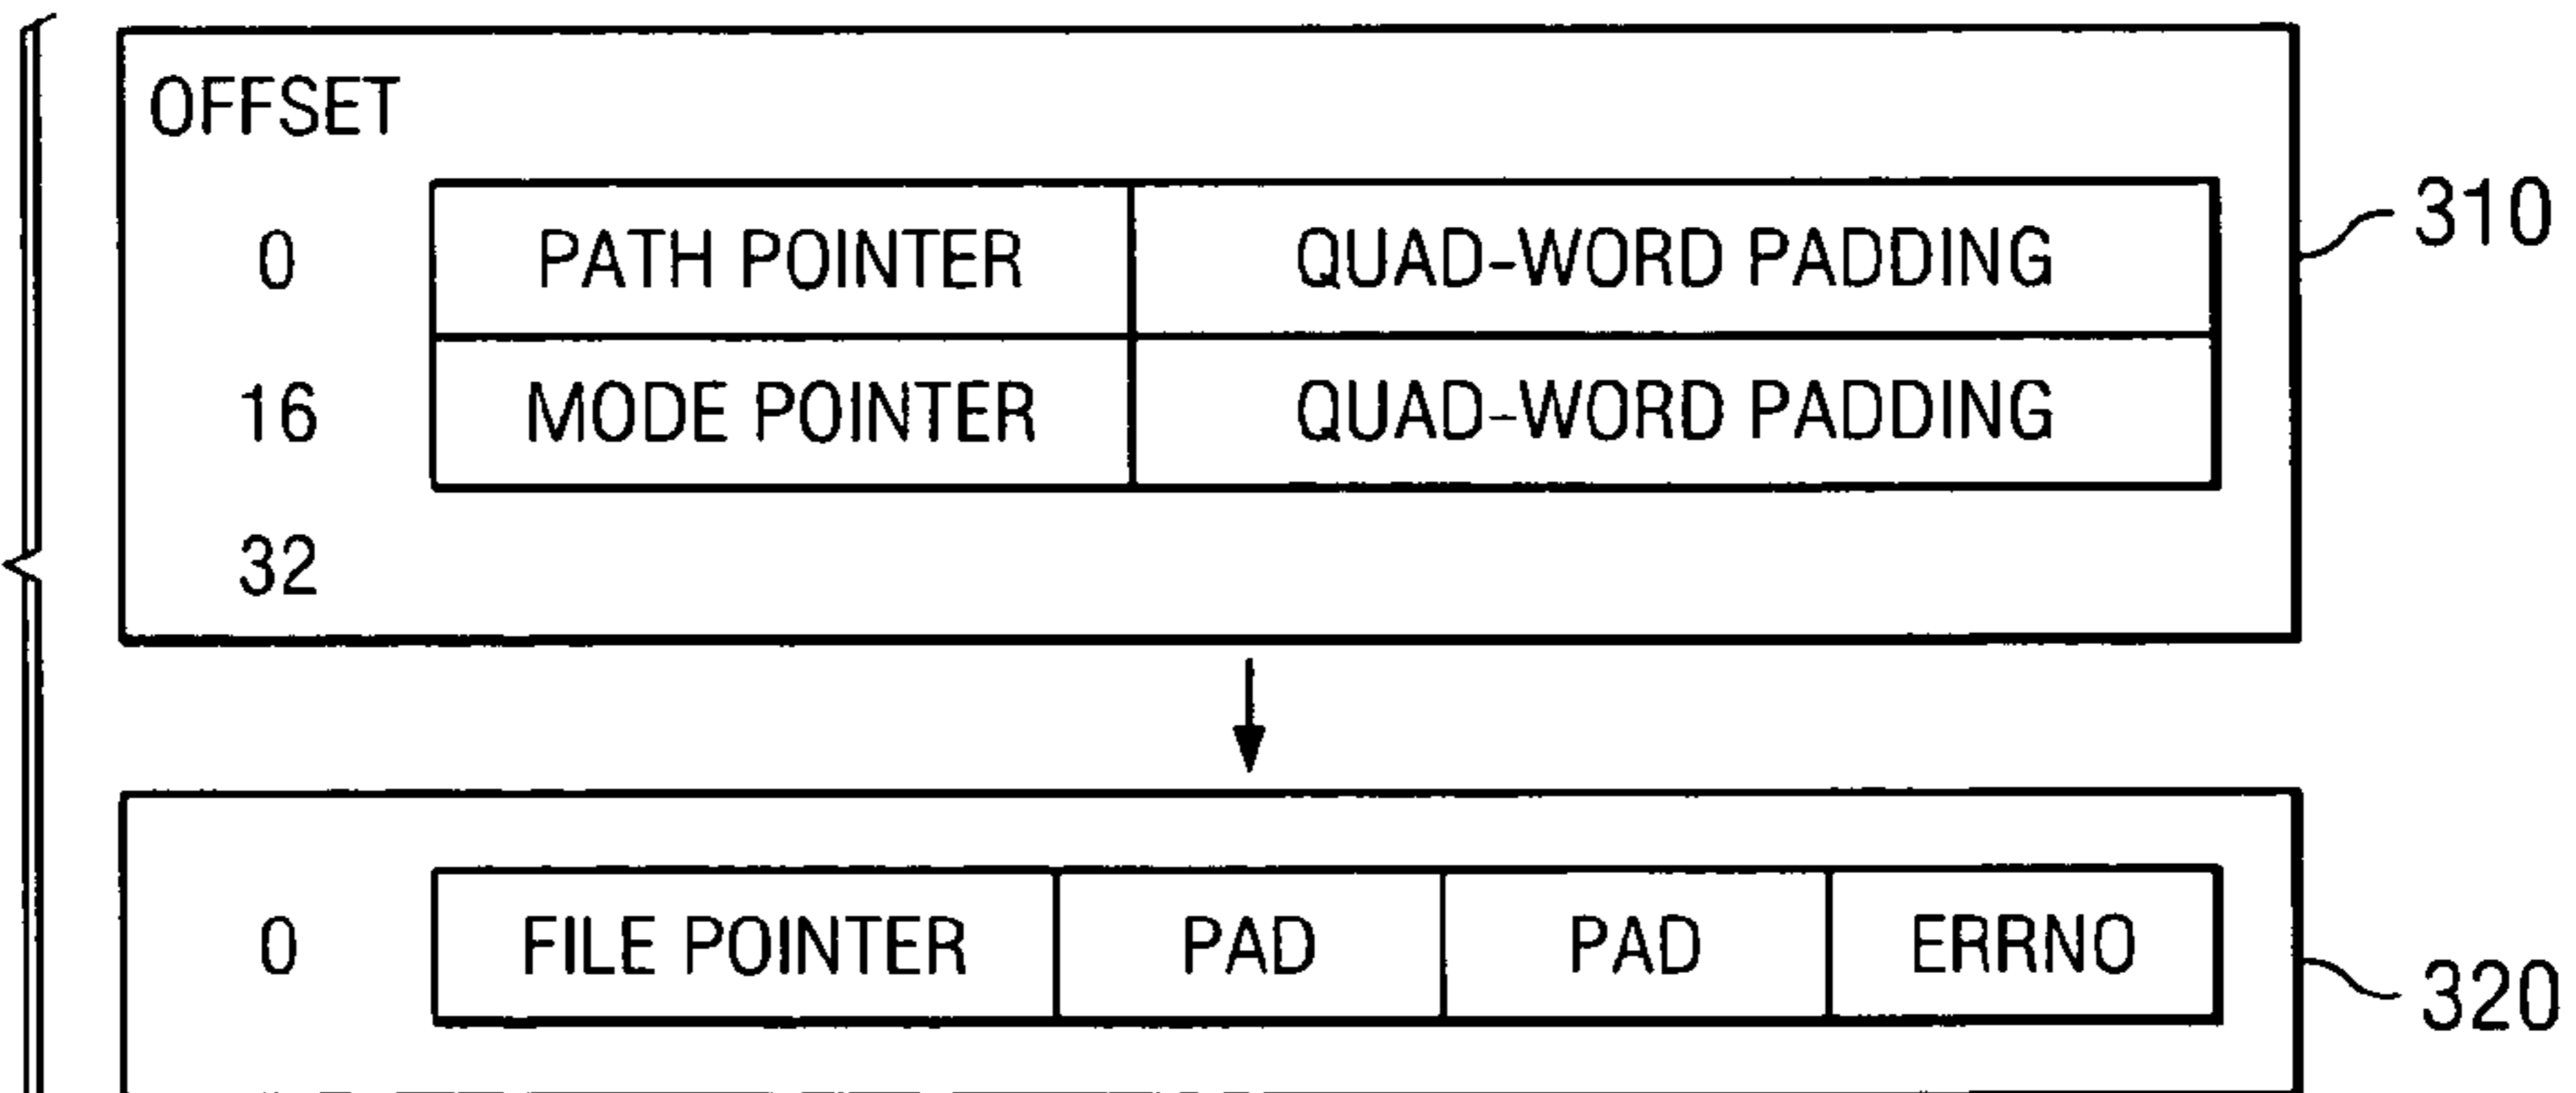 OFFSET
0 PATH POINTER QUAD-WORD PADDING 310
16 MODE POINTER QUAD-WORD PADDING
32
0 FILE POINTER PAD PAD ERRNO 320